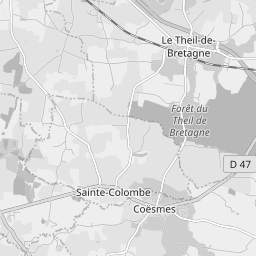 Le Theil-de-
Bretagne
Forêt du
Theil de
Bretagne
D 47
Sainte-Colombe
Coësmes